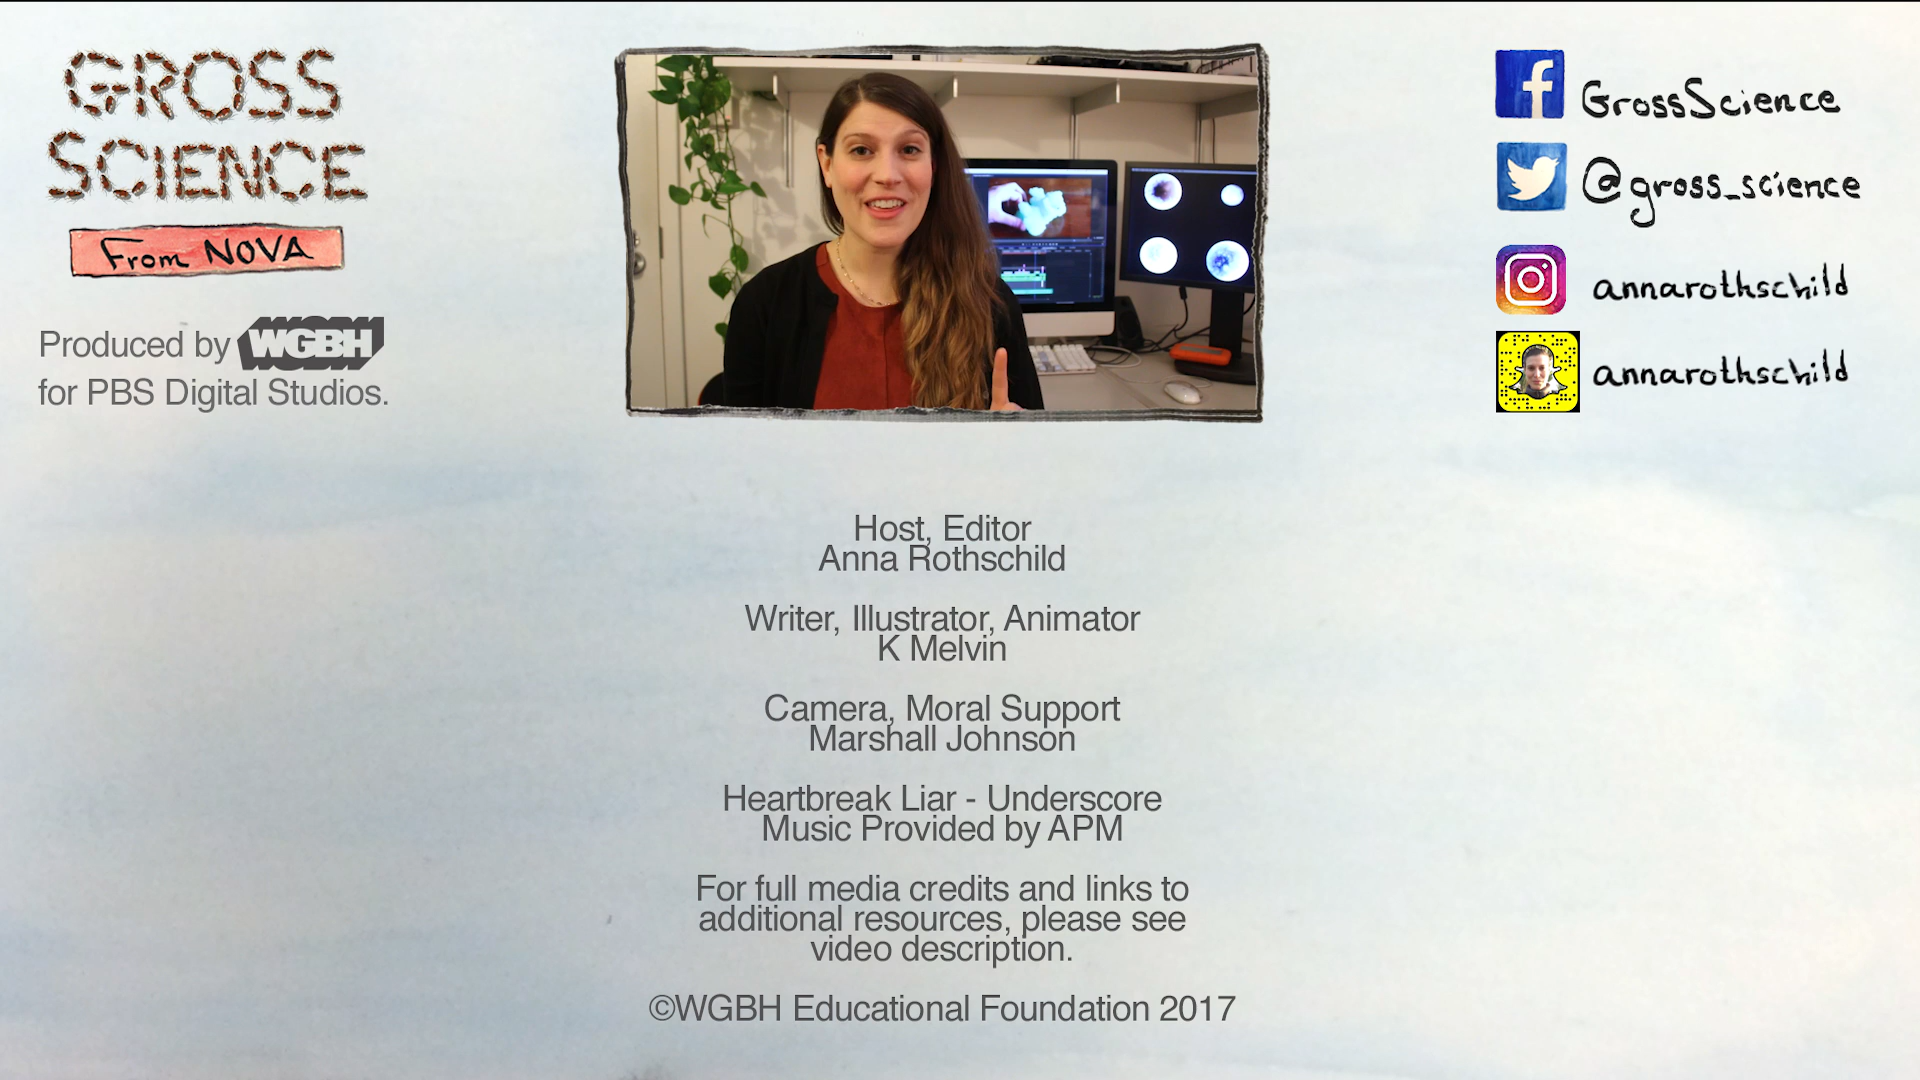 GROSS
SCIENCE
From NOVA
Produced by WGBH
for PBS Digital Studios.
GrossScience
@gross_science
annarothschild
annarothschild
Host, Editor
Anna Rothschild
Writer, Illustrator, Animator
K Melvin
Camera, Moral Support
Marshall Johnson
Heartbreak Liar - Underscore
Music Provided by APM
For full media credits and links to
additional resources, please see
video description.
©WGBH Educational Foundation 2017